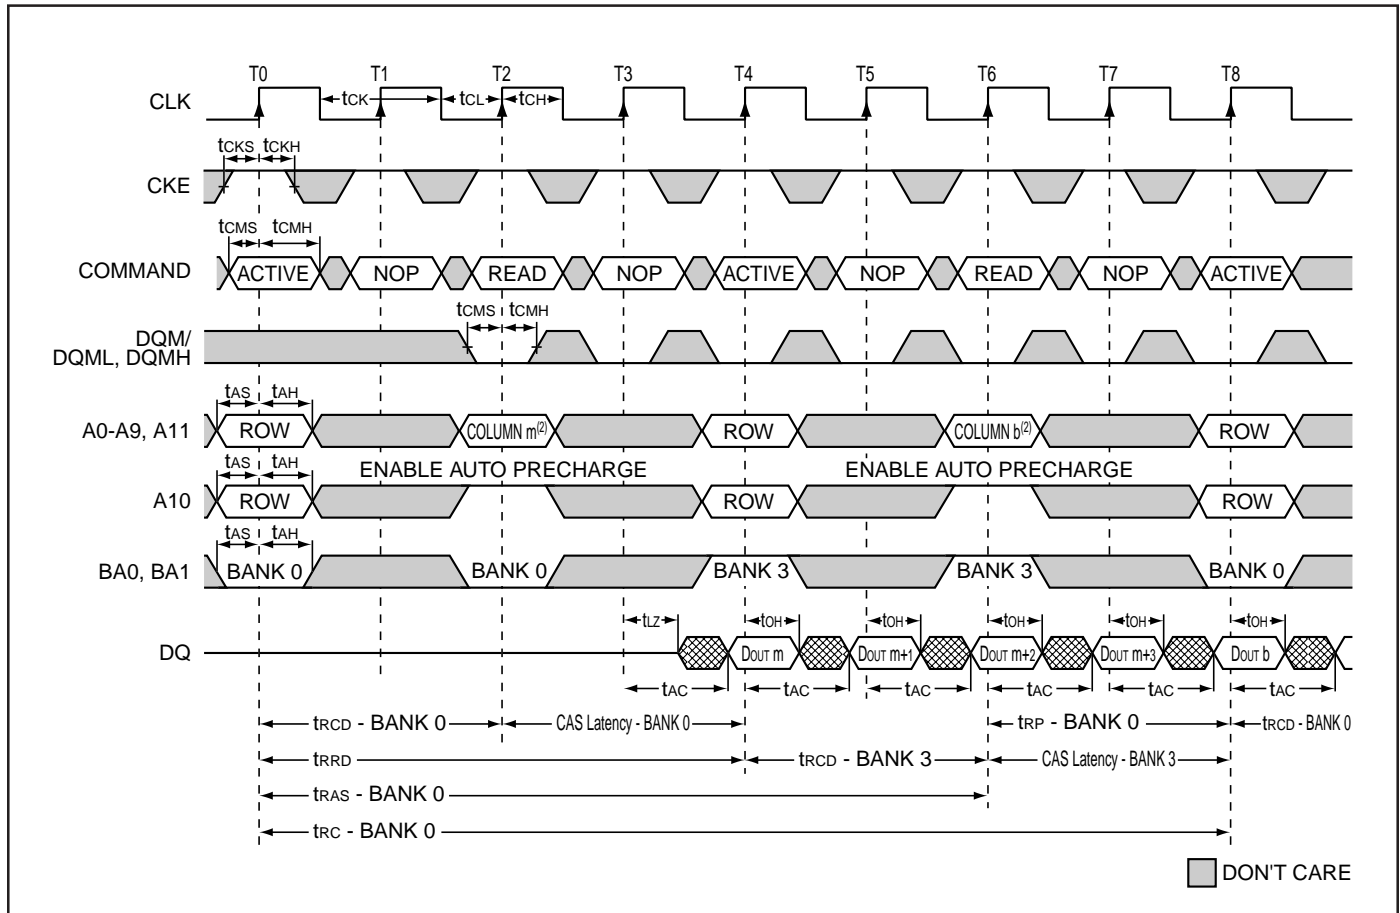 T0 T1 T2 T3 T4 T5 T6 T7 T8
CLK tCK tCL tCH
tCKS tCKH
CKE
tCMS tCMH
COMMAND ACTIVE NOP READ NOP ACTIVE NOP READ NOP ACTIVE
tCMS tCMH
DQM/
DQML, DQMH
tAS tAH
A0-A9, A11 ROW COLUMN m(2) ROW COLUMN b(2) ROW
tAS tAH ENABLE AUTO PRECHARGE ENABLE AUTO PRECHARGE
A10 ROW ROW ROW
tAS tAH
BA0, BA1 BANK 0 BANK 0 BANK 3 BANK 3 BANK 0
tLZ tOH tOH tOH tOH tOH
DQ DOUT m DOUT m+1 DOUT m+2 DOUT m+3 DOUT b
tAC tAC tAC tAC tAC tAC
tRCD - BANK 0 CAS Latency - BANK 0 tRP - BANK 0 tRCD - BANK 0
tRRD tRCD - BANK 3 CAS Latency - BANK 3
tRAS - BANK 0
tRC - BANK 0
DON'T CARE